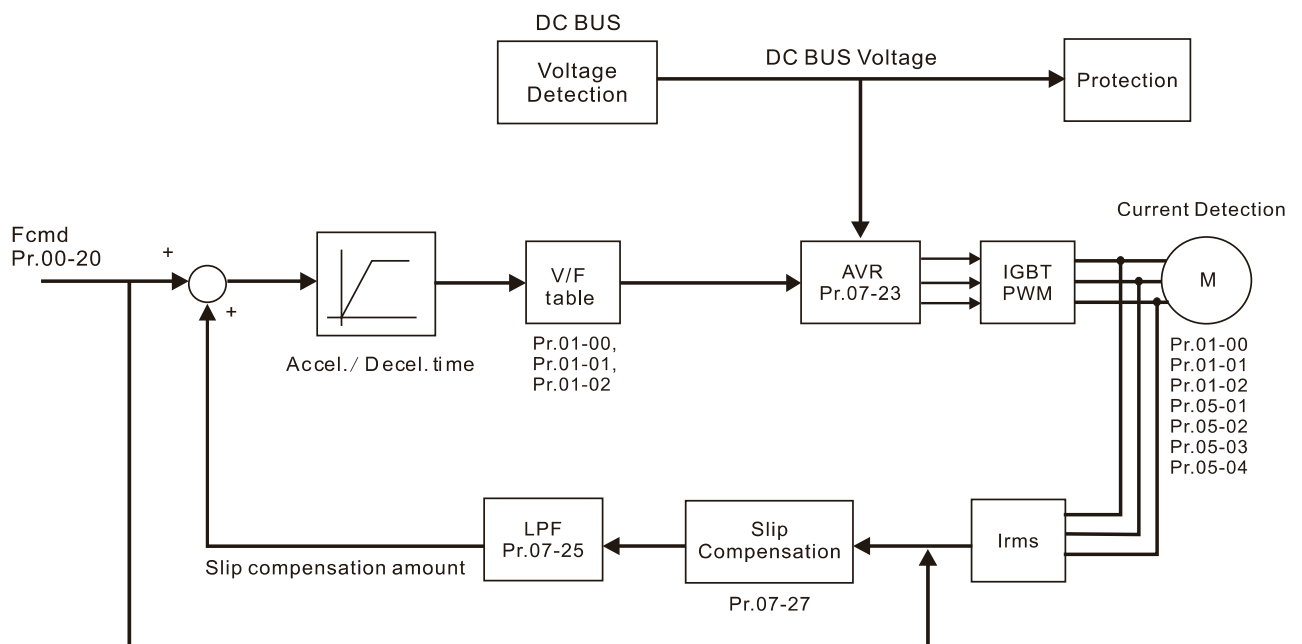 DC BUS
Voltage
Detection
DC BUS Voltage
Protection
Current Detection
Fcmd
Pr.00-20
+
+
Accel./ Decel.time
V/F
table
Pr.01-00,
Pr.01-01,
Pr.01-02
AVR
Pr.07-23
IGBT
PWM
M
Pr.01-00
Pr.01-01
Pr.01-02
Pr.05-01
Pr.05-02
Pr.05-03
Pr.05-04
Slip compensation amount
LPF
Pr.07-25
Slip
Compensation
Pr.07-27
Irms